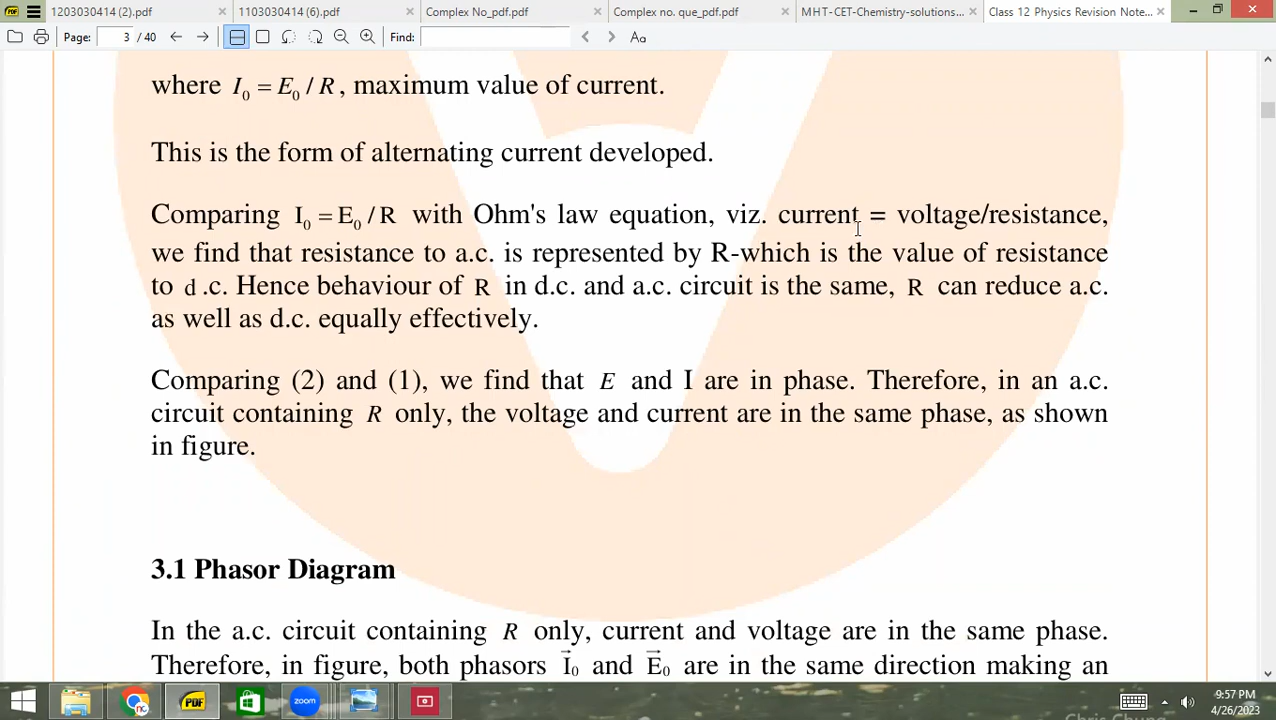 1203030414 (2).pdf × 1103030414 (6).pdf × Complex No_pdf.pdf × Complex no. que_pdf.pdf × MHT-CET-Chemistry-solutions... × Class 12 Physics Revision Note... ×
Page: 3 / 40 Find: Aa
where I₀ = E₀ / R , maximum value of current.
This is the form of alternating current developed.
Comparing I₀ = E₀ / R with Ohm's law equation, viz. current = voltage/resistance,
we find that resistance to a.c. is represented by R-which is the value of resistance
to d .c. Hence behaviour of R in d.c. and a.c. circuit is the same, R can reduce a.c.
as well as d.c. equally effectively.
Comparing (2) and (1), we find that E and I are in phase. Therefore, in an a.c.
circuit containing R only, the voltage and current are in the same phase, as shown
in figure.
3.1 Phasor Diagram
In the a.c. circuit containing R only, current and voltage are in the same phase.
Therefore, in figure, both phasors I⃗₀ and E⃗₀ are in the same direction making an
PDF zoom 9:57 PM
4/26/2023